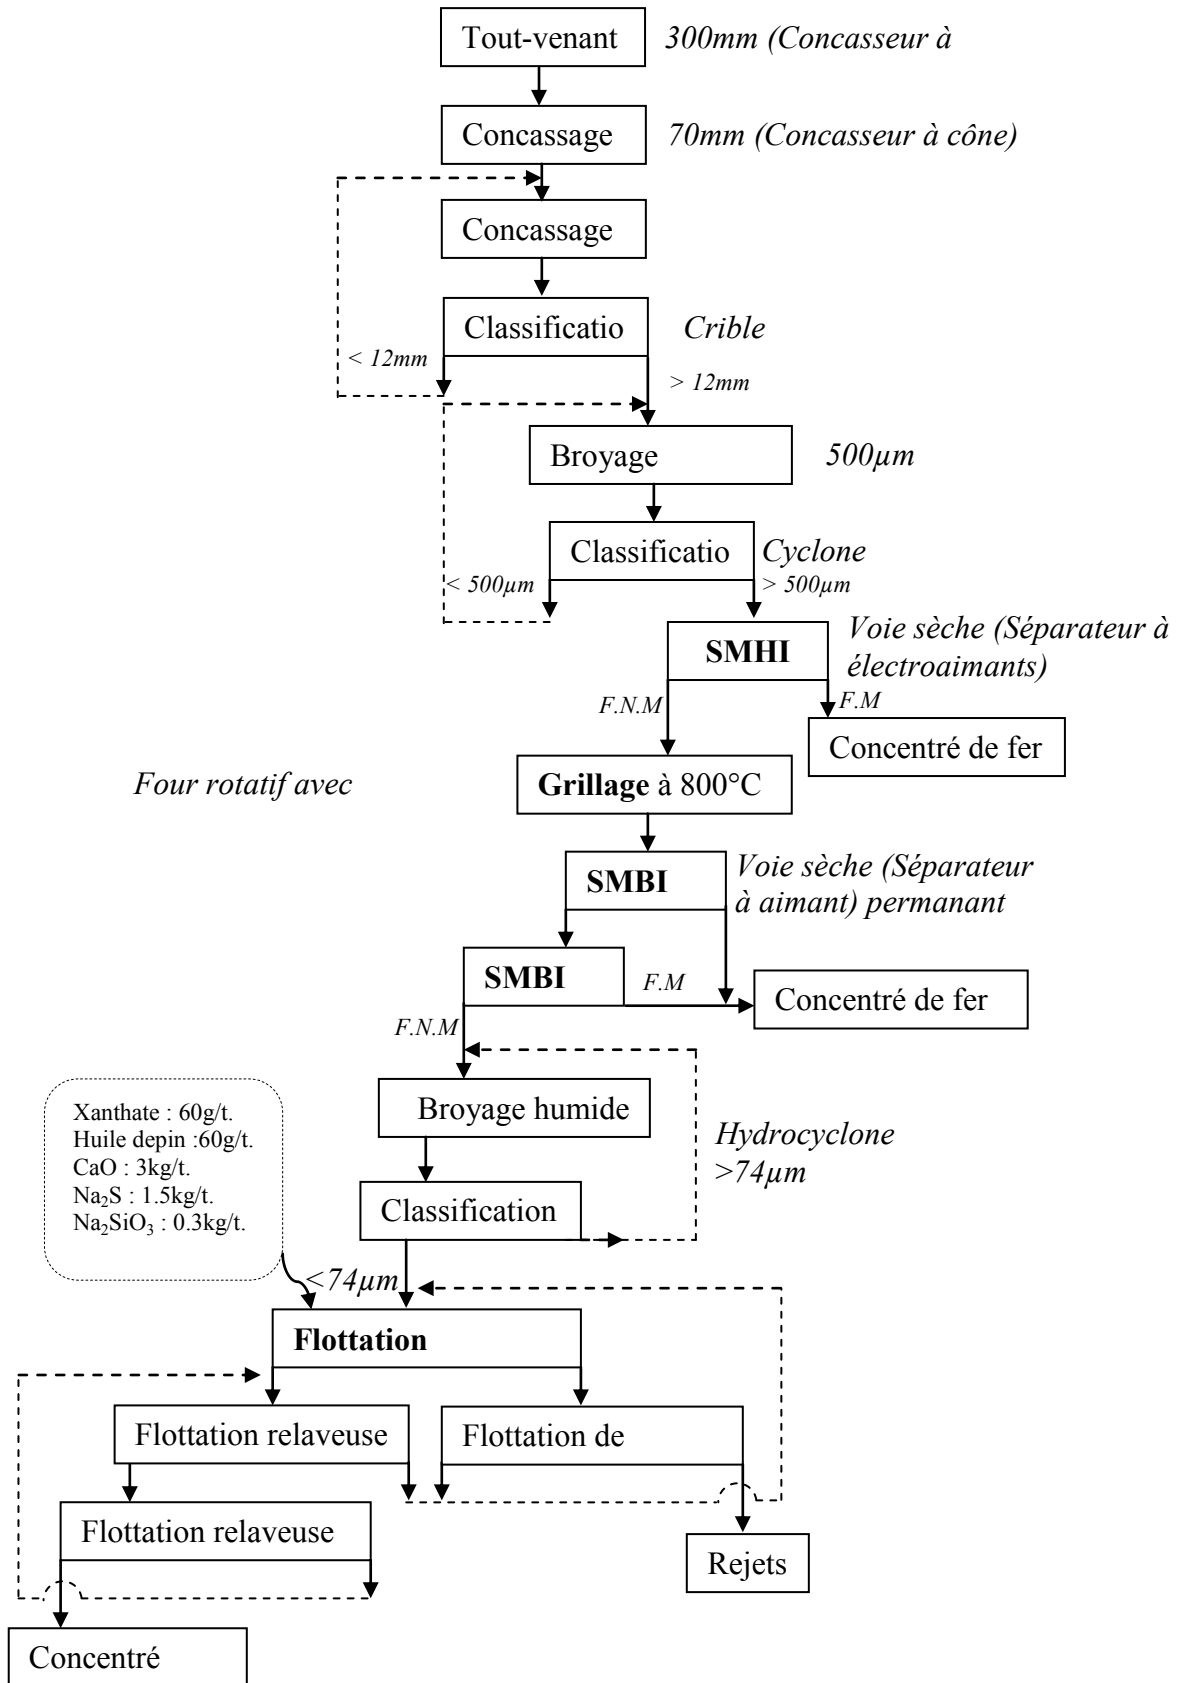 Tout-venant
300mm (Concasseur à
Concassage
70mm (Concasseur à cône)
Concassage
Classificatio
Crible
< 12mm
> 12mm
Broyage
500µm
Classificatio
Cyclone
< 500µm
> 500µm
SMHI
Voie sèche (Séparateur à
électroaimants)
F.N.M
F.M
Concentré de fer
Four rotatif avec
Grillage à 800°C
SMBI
Voie sèche (Séparateur
à aimant) permanant
SMBI
F.M
Concentré de fer
F.N.M
Broyage humide
Xanthate : 60g/t.
Huile depin :60g/t.
CaO : 3kg/t.
Na₂S : 1.5kg/t.
Na₂SiO₃ : 0.3kg/t.
Hydrocyclone
>74µm
Classification
<74µm
Flottation
Flottation relaveuse
Flottation de
Flottation relaveuse
Rejets
Concentré